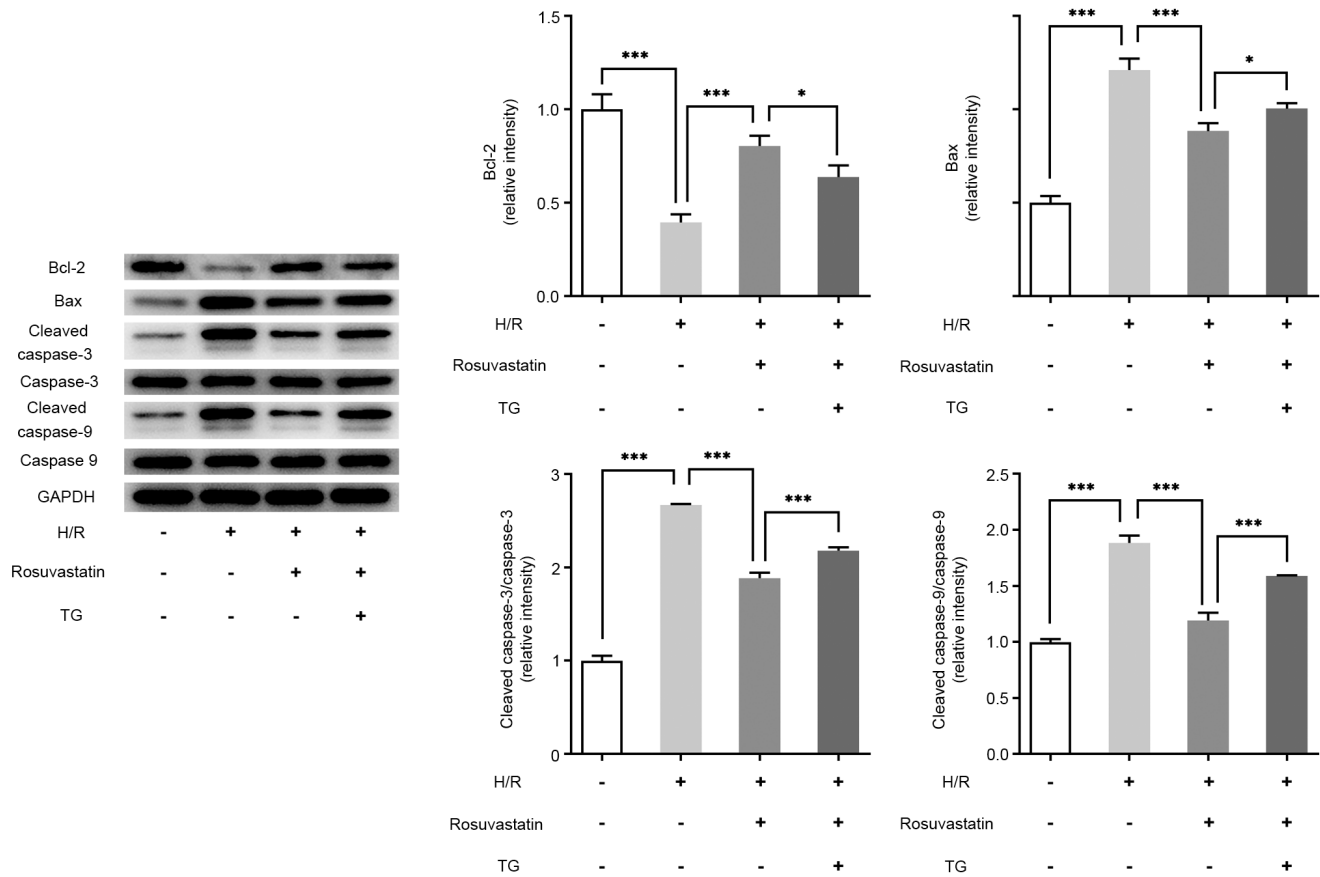 Bcl-2
Bax
Cleaved
caspase-3
Caspase-3
Cleaved
caspase-9
Caspase 9
GAPDH
H/R - + + +
Rosuvastatin - - + +
TG - - - +
Bcl-2
(relative intensity)
1.5
1.0
0.5
0.0
*** *** *
H/R - + + +
Rosuvastatin - - + +
TG - - - +
Bax
(relative intensity)
*** *** *
H/R - + + +
Rosuvastatin - - + +
TG - - - +
Cleaved caspase-3/caspase-3
(relative intensity)
3
2
1
0
*** *** ***
H/R - + + +
Rosuvastatin - - + +
TG - - - +
Cleaved caspase-9/caspase-9
(relative intensity)
2.5
2.0
1.5
1.0
0.5
0.0
*** *** ***
H/R - + + +
Rosuvastatin - - + +
TG - - - +